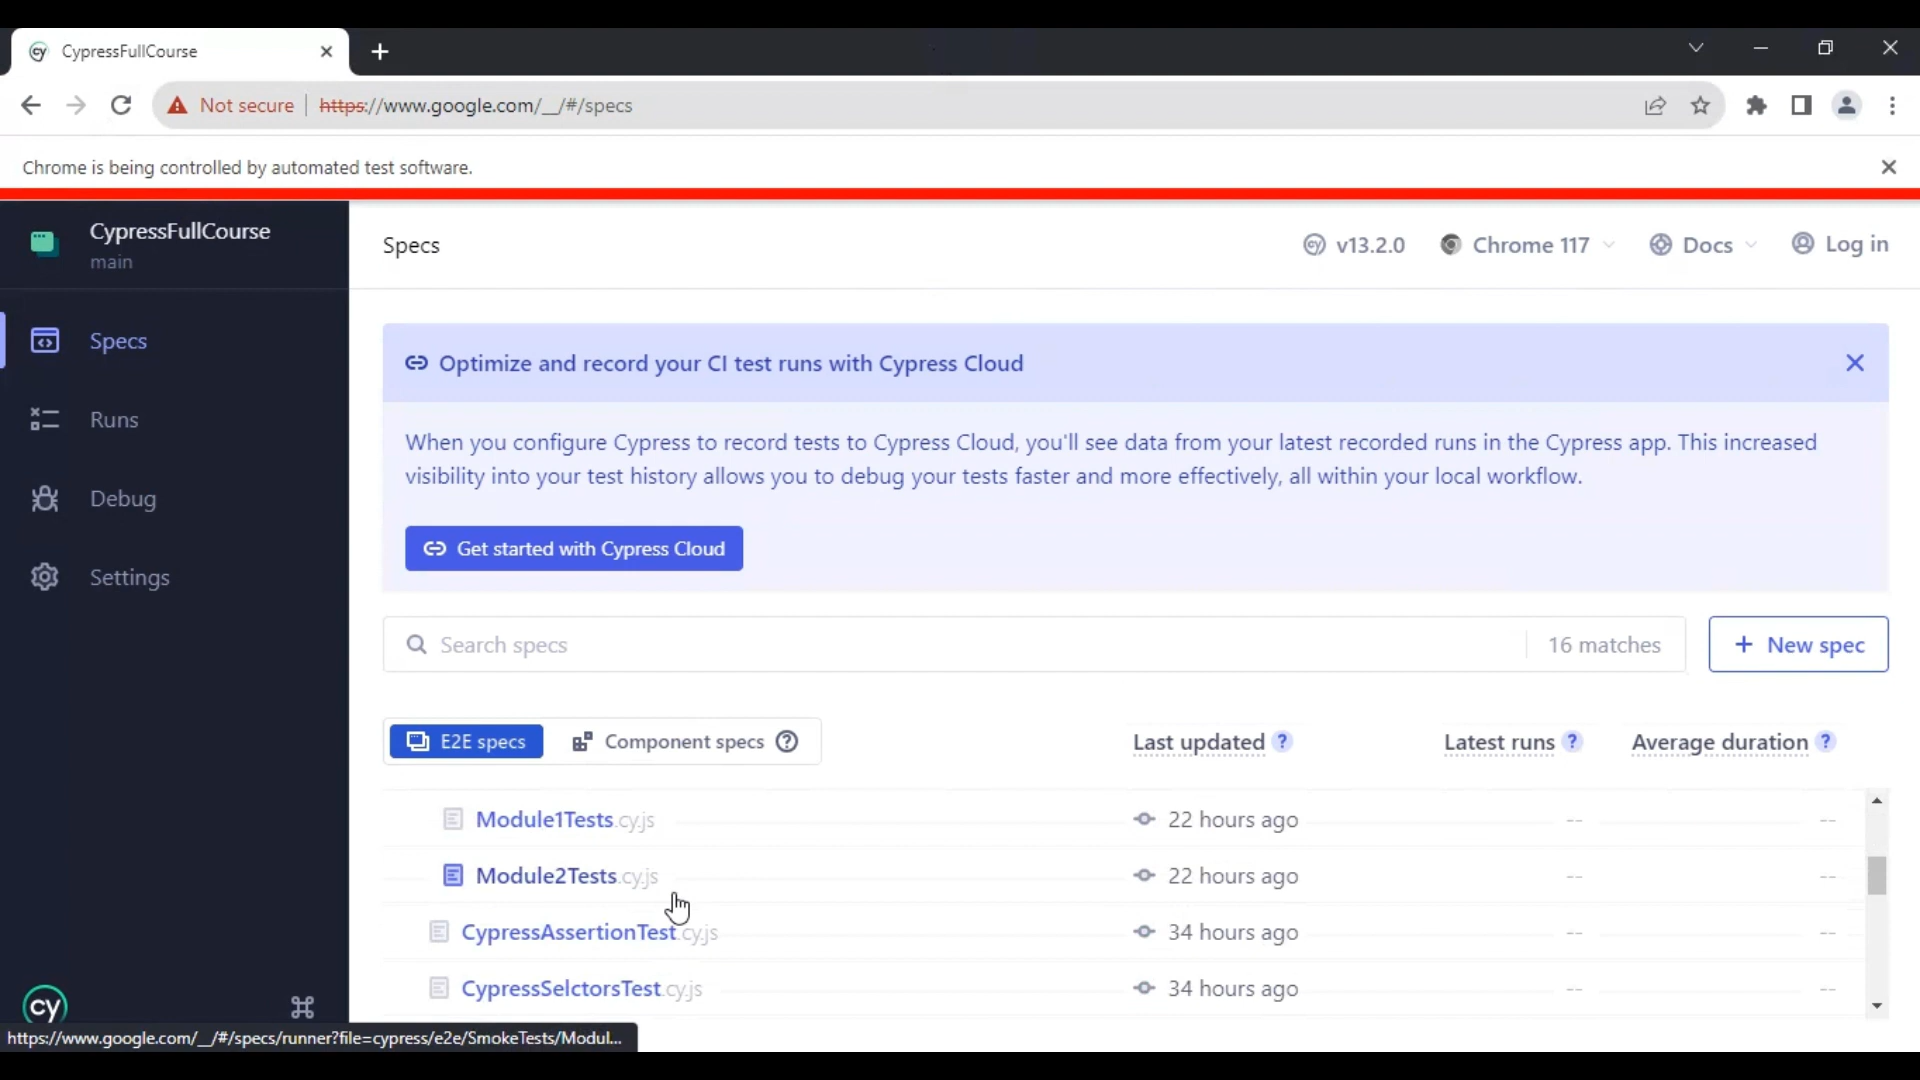 CypressFullCourse
Not secure
https://www.google.com/__/#/specs
Chrome is being controlled by automated test software.
CypressFullCourse
main
Specs
v13.2.0
Chrome 117
Docs
Log in
Specs
Runs
Debug
Settings
Optimize and record your CI test runs with Cypress Cloud
When you configure Cypress to record tests to Cypress Cloud, you'll see data from your latest recorded runs in the Cypress app. This increased
visibility into your test history allows you to debug your tests faster and more effectively, all within your local workflow.
Get started with Cypress Cloud
Search specs
16 matches
+ New spec
E2E specs
Component specs ?
Last updated ?
Latest runs ?
Average duration ?
Module1Tests.cy.js
22 hours ago
--
--
Module2Tests.cy.js
22 hours ago
--
--
CypressAssertionTest.cy.js
34 hours ago
--
--
CypressSelctorsTest.cy.js
34 hours ago
--
--
cy
https://www.google.com/__/#/specs/runner?file=cypress/e2e/SmokeTests/Modul...